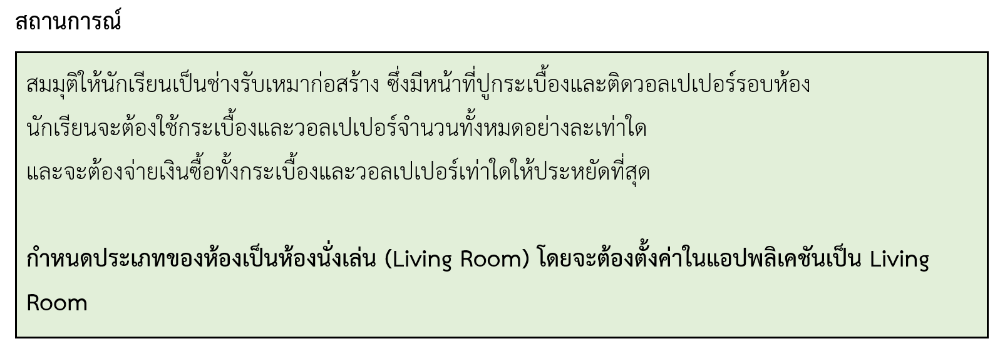 สถานการณ์
สมมุติให้นักเรียนเป็นช่างรับเหมาก่อสร้าง ซึ่งมีหน้าที่ปูกระเบื้องและติดวอลเปเปอร์รอบห้อง
นักเรียนจะต้องใช้กระเบื้องและวอลเปเปอร์จำนวนทั้งหมดอย่างละเท่าใด
และจะต้องจ่ายเงินซื้อทั้งกระเบื้องและวอลเปเปอร์เท่าใดให้ประหยัดที่สุด
กำหนดประเภทของห้องเป็นห้องนั่งเล่น (Living Room) โดยจะต้องตั้งค่าในแอปพลิเคชันเป็น Living
Room